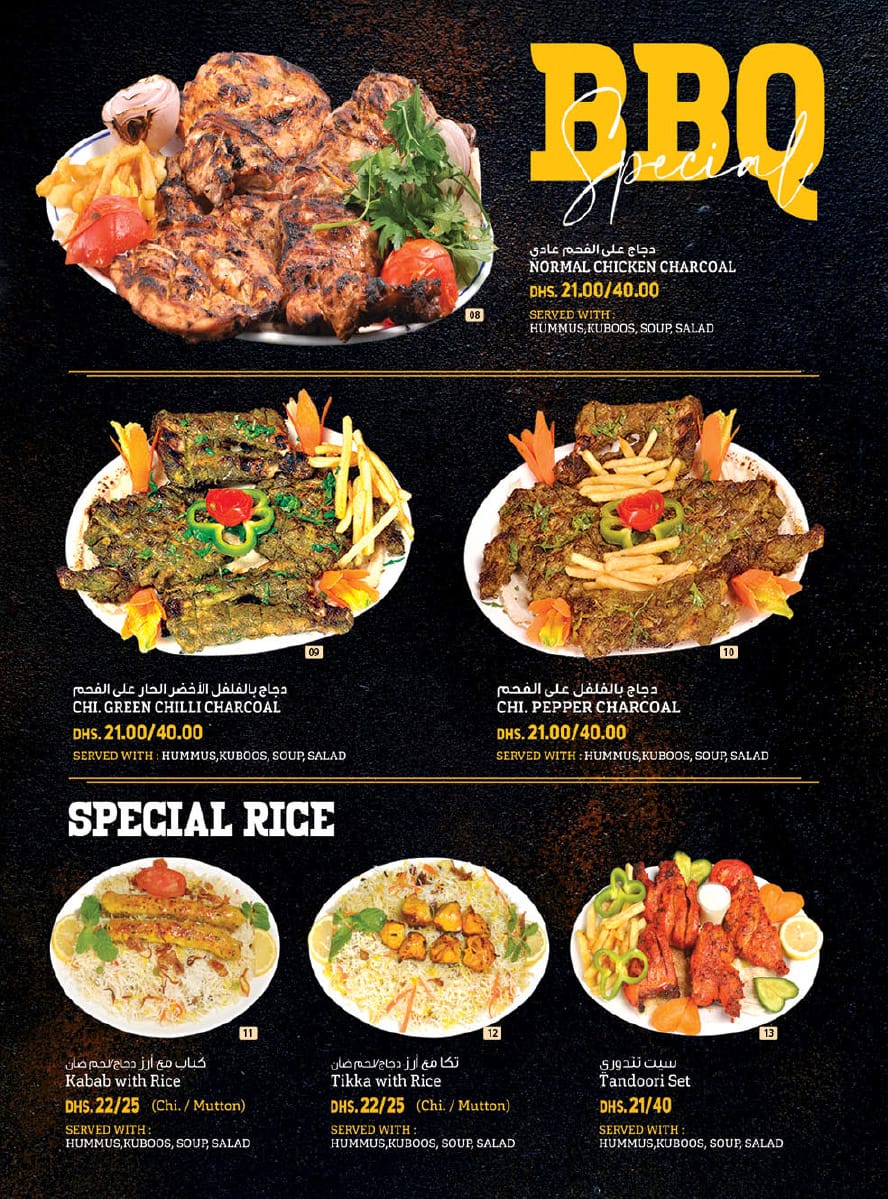 BBQ
Special
دجاج على الفحم عادي
NORMAL CHICKEN CHARCOAL
DHS. 21.00/40.00
SERVED WITH :
HUMMUS,KUBOOS, SOUP, SALAD
08
09
10
دجاج بالفلفل الأخضر الحار على الفحم
CHI. GREEN CHILLI CHARCOAL
DHS. 21.00/40.00
SERVED WITH : HUMMUS,KUBOOS, SOUP, SALAD
دجاج بالفلفل على الفحم
CHI. PEPPER CHARCOAL
DHS. 21.00/40.00
SERVED WITH : HUMMUS,KUBOOS, SOUP, SALAD
SPECIAL RICE
11
12
13
كباب مع أرز دجاج/لحم ضان
Kabab with Rice
DHS. 22/25 (Chi. / Mutton)
SERVED WITH :
HUMMUS,KUBOOS, SOUP, SALAD
تكا مع أرز دجاج/لحم ضان
Tikka with Rice
DHS. 22/25 (Chi. / Mutton)
SERVED WITH :
HUMMUS,KUBOOS, SOUP, SALAD
سيت تندوري
Tandoori Set
DHS. 21/40
SERVED WITH :
HUMMUS,KUBOOS, SOUP, SALAD